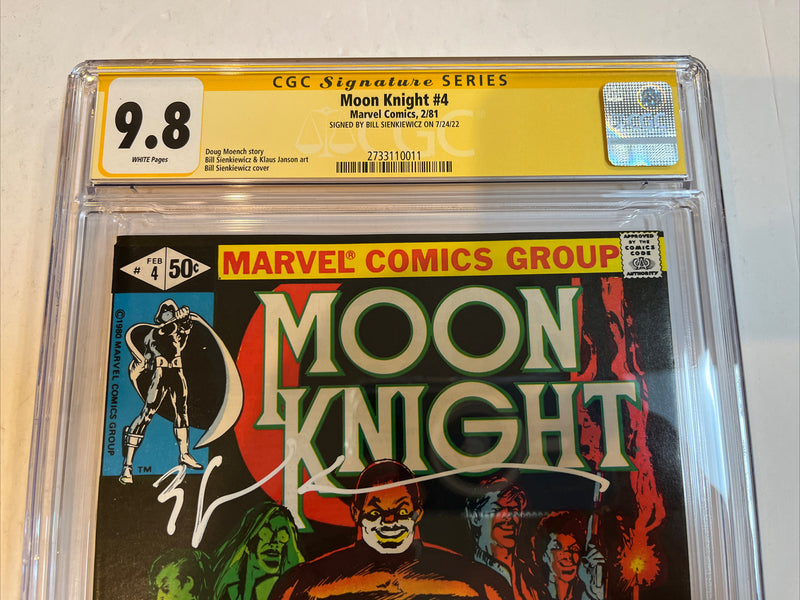 CGC Signature SERIES
Moon Knight #4
Marvel Comics, 2/81
SIGNED BY BILL SIENKIEWICZ ON 7/24/22
9.8
WHITE Pages
Doug Moench story
Bill Sienkiewicz & Klaus Janson art
Bill Sienkiewicz cover
CGC
2733110011
FEB
# 4
50¢
MARVEL® COMICS GROUP
APPROVED
BY THE
COMICS
CODE
AUTHORITY
©1980 MARVEL COMICS GROUP
TM
MOON
KNIGHT